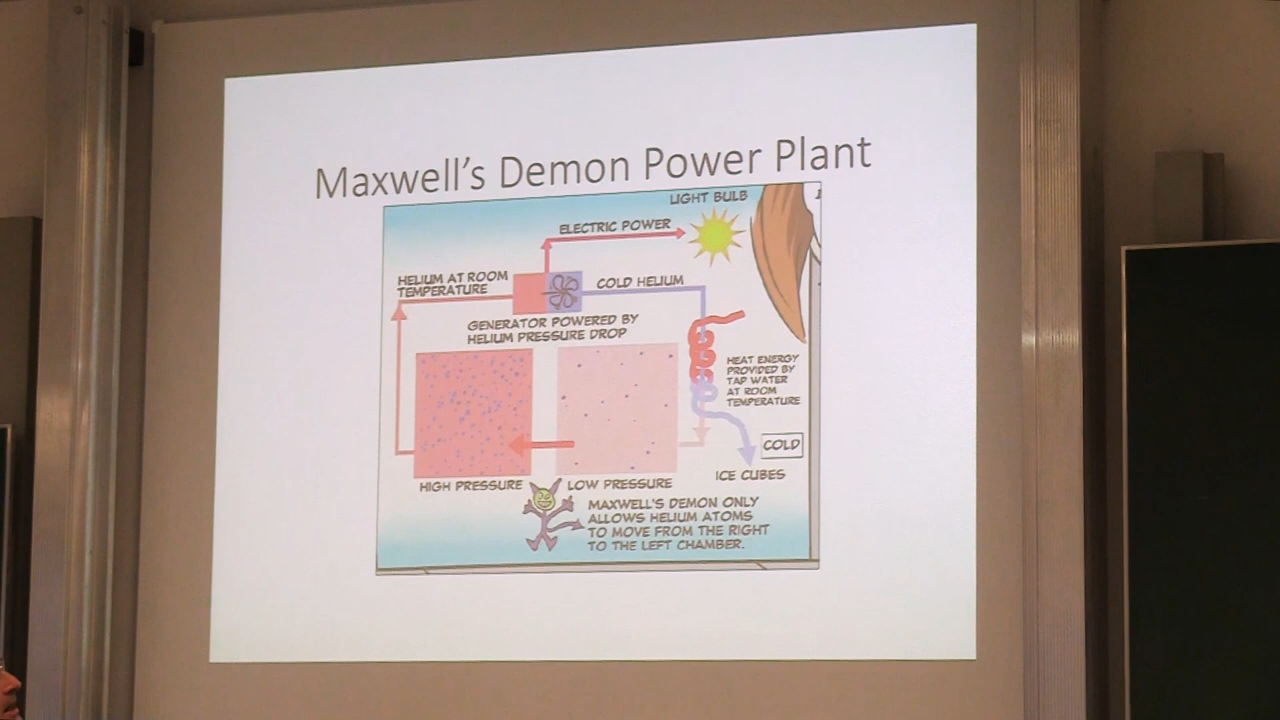 Maxwell's Demon Power Plant
LIGHT BULB
ELECTRIC POWER
HELIUM AT ROOM
TEMPERATURE
COLD HELIUM
GENERATOR POWERED BY
HELIUM PRESSURE DROP
HEAT ENERGY
PROVIDED BY
TAP WATER
AT ROOM
TEMPERATURE
COLD
ICE CUBES
HIGH PRESSURE
LOW PRESSURE
MAXWELL'S DEMON ONLY
ALLOWS HELIUM ATOMS
TO MOVE FROM THE RIGHT
TO THE LEFT CHAMBER.